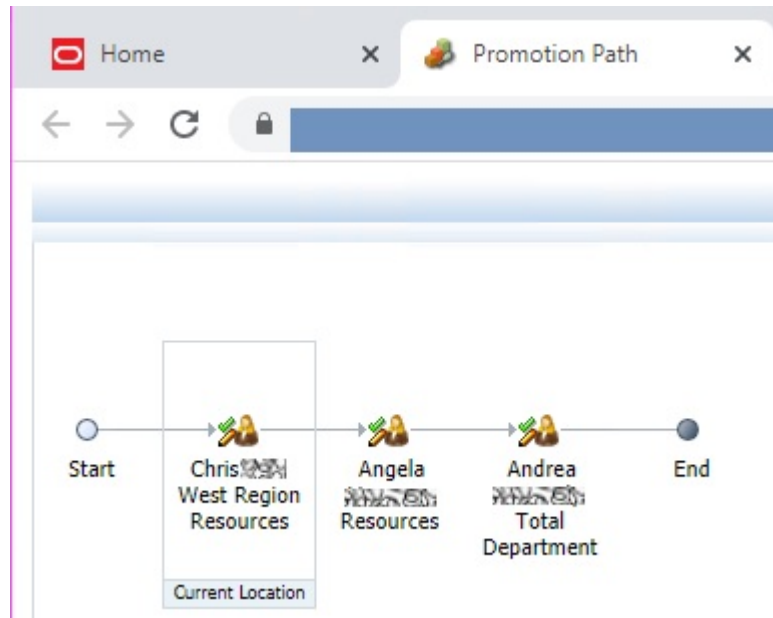 Home
Promotion Path
Start
Chris
West Region
Resources
Current Location
Angela
Resources
Andrea
Total
Department
End